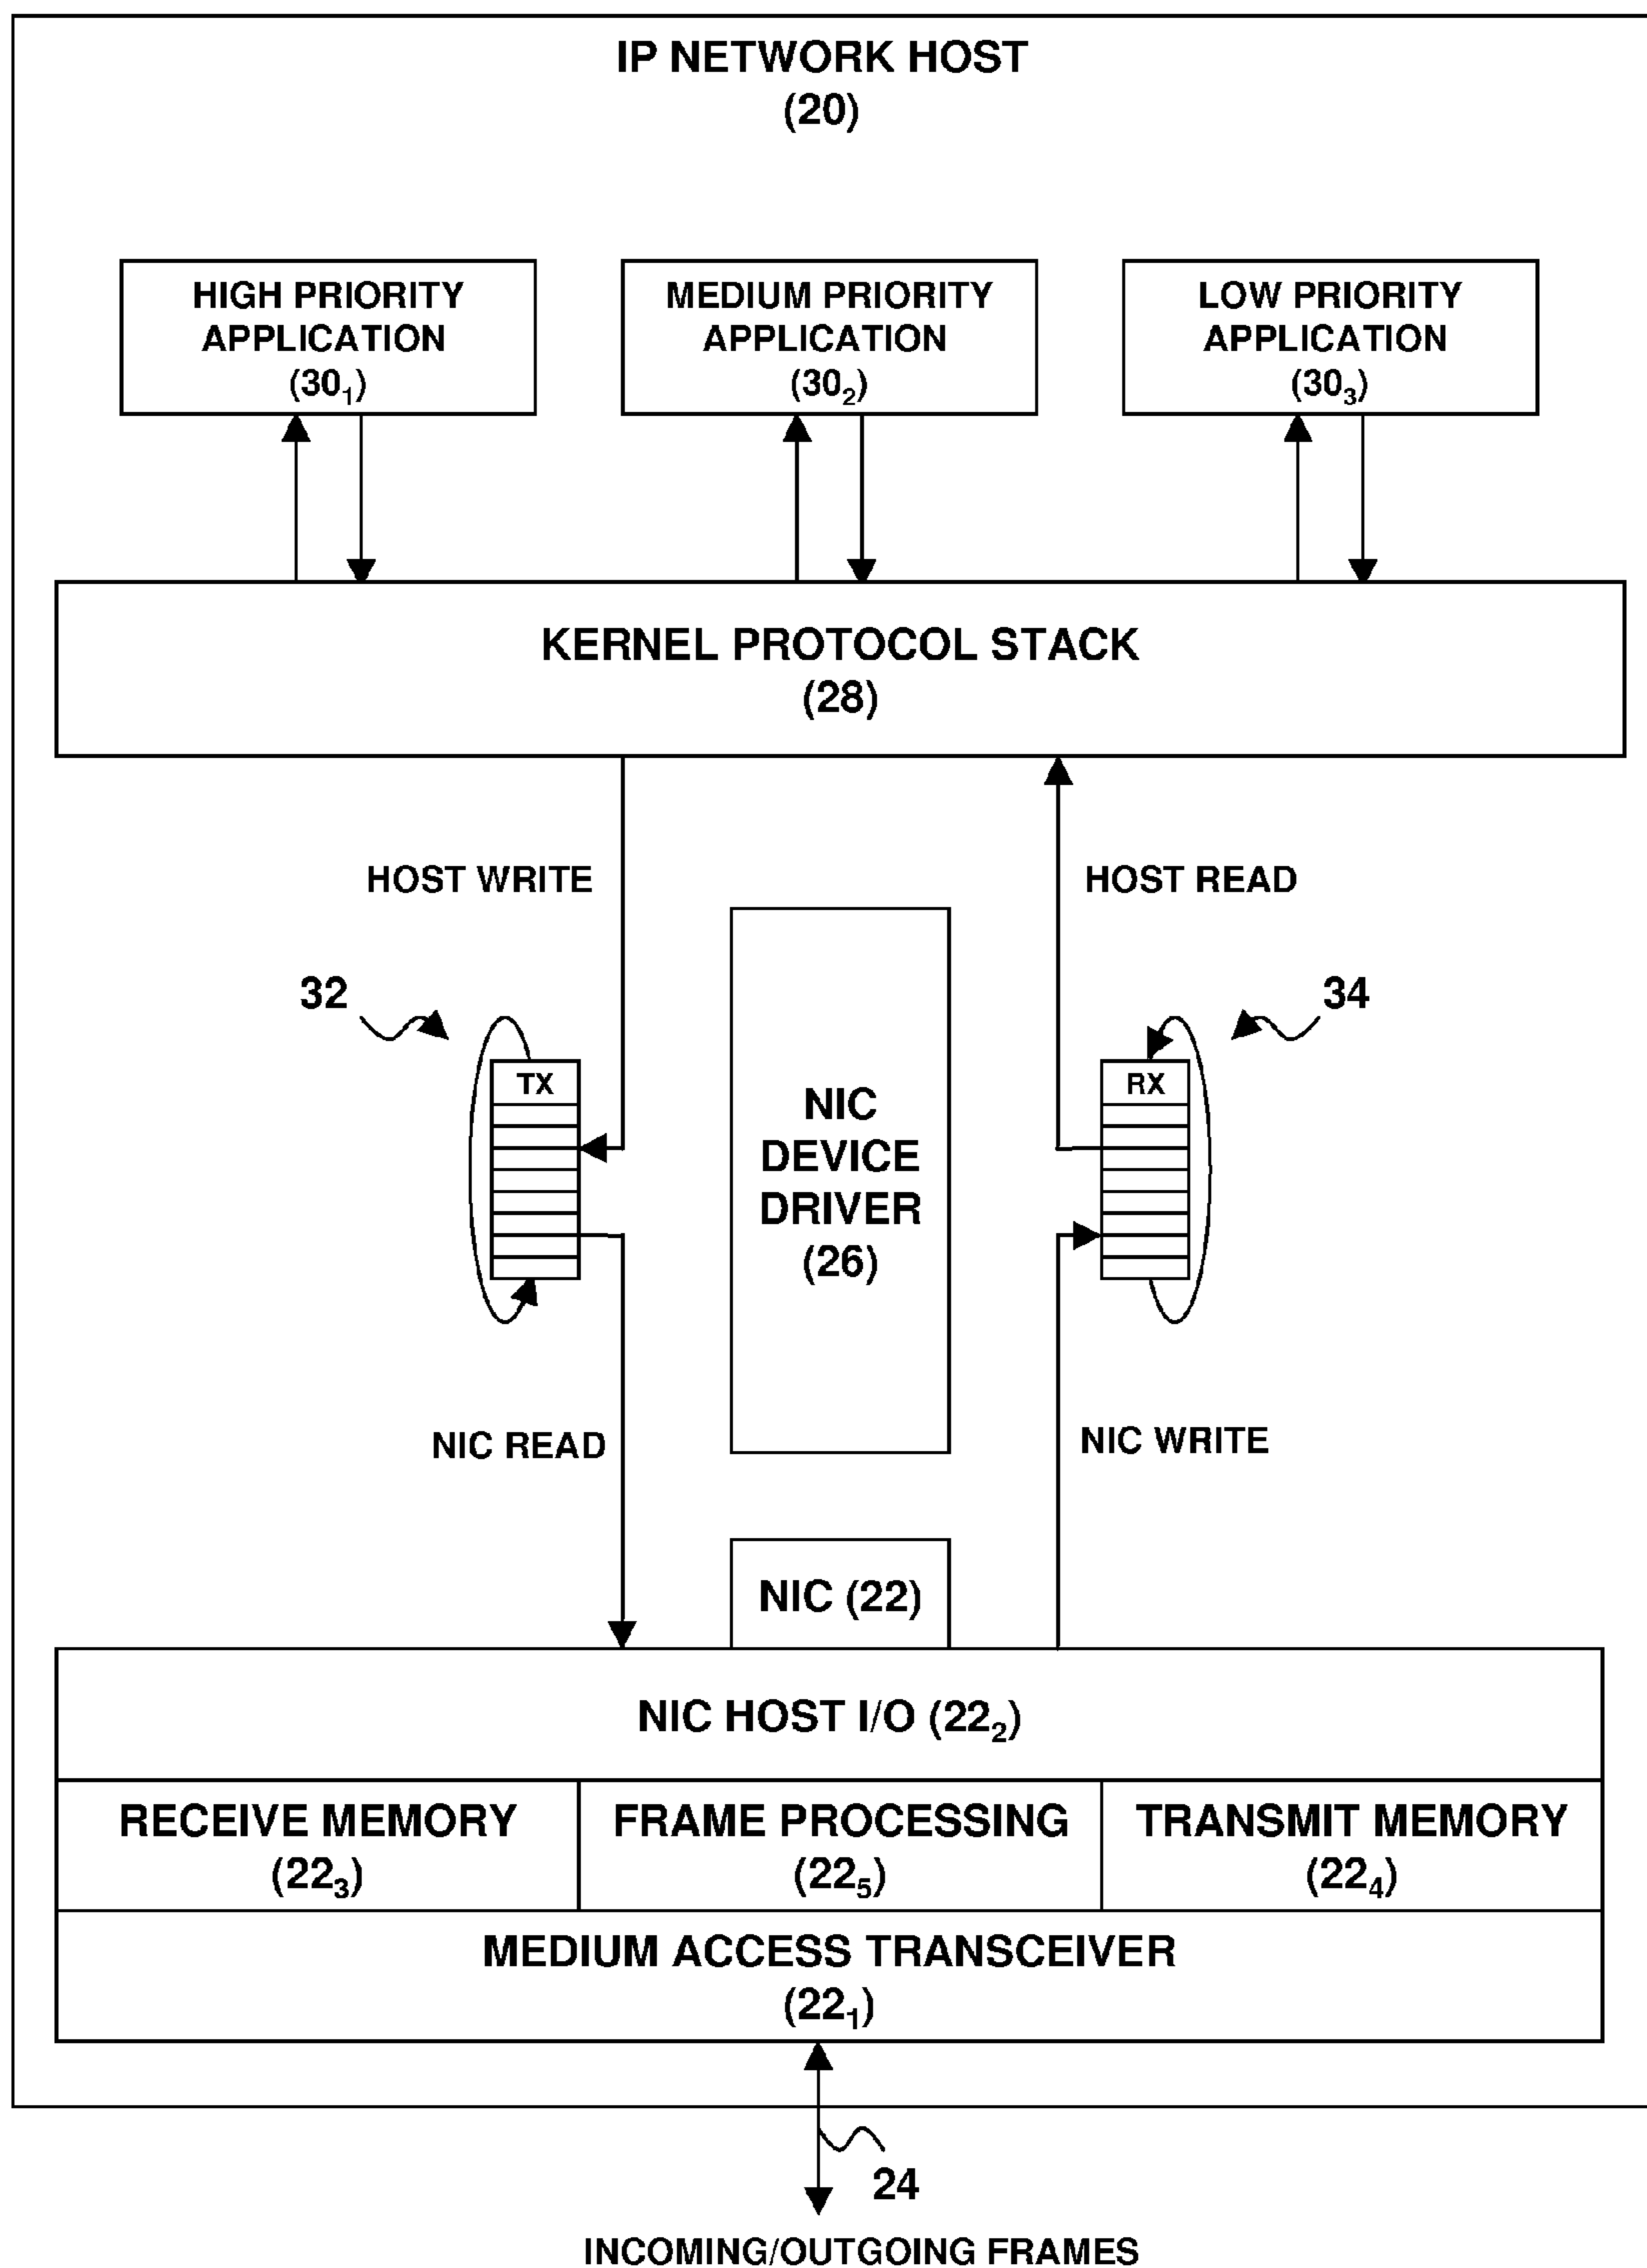 IP NETWORK HOST
(20)
HIGH PRIORITY
APPLICATION
(30₁)
MEDIUM PRIORITY
APPLICATION
(30₂)
LOW PRIORITY
APPLICATION
(30₃)
KERNEL PROTOCOL STACK
(28)
HOST WRITE
HOST READ
32
34
TX
RX
NIC
DEVICE
DRIVER
(26)
NIC READ
NIC WRITE
NIC (22)
NIC HOST I/O (22₂)
RECEIVE MEMORY
(22₃)
FRAME PROCESSING
(22₅)
TRANSMIT MEMORY
(22₄)
MEDIUM ACCESS TRANSCEIVER
(22₁)
24
INCOMING/OUTGOING FRAMES